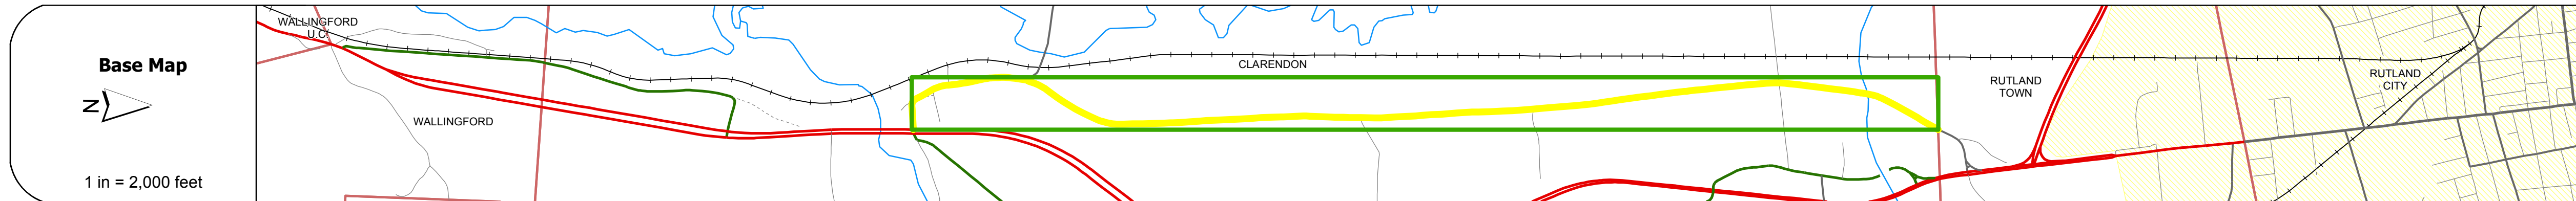 Base Map
N
1 in = 2,000 feet
WALLINGFORD
U.C.
WALLINGFORD
CLARENDON
RUTLAND
TOWN
RUTLAND
CITY